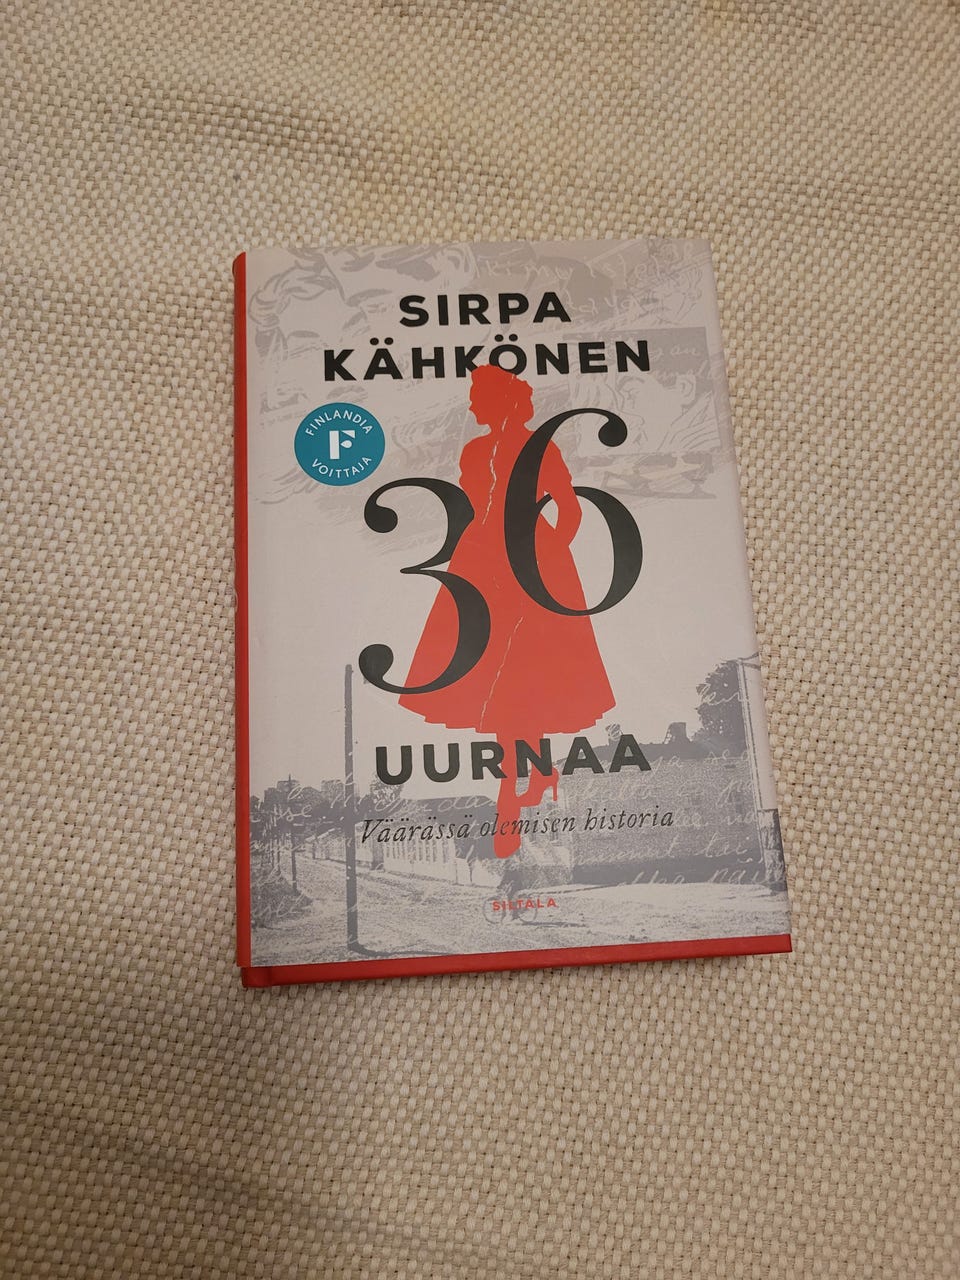 SIRPA
KÄHKÖNEN
FINLANDIA
F
VOITTAJA
36
UURNAA
Väärässä olemisen historia
SILTALA